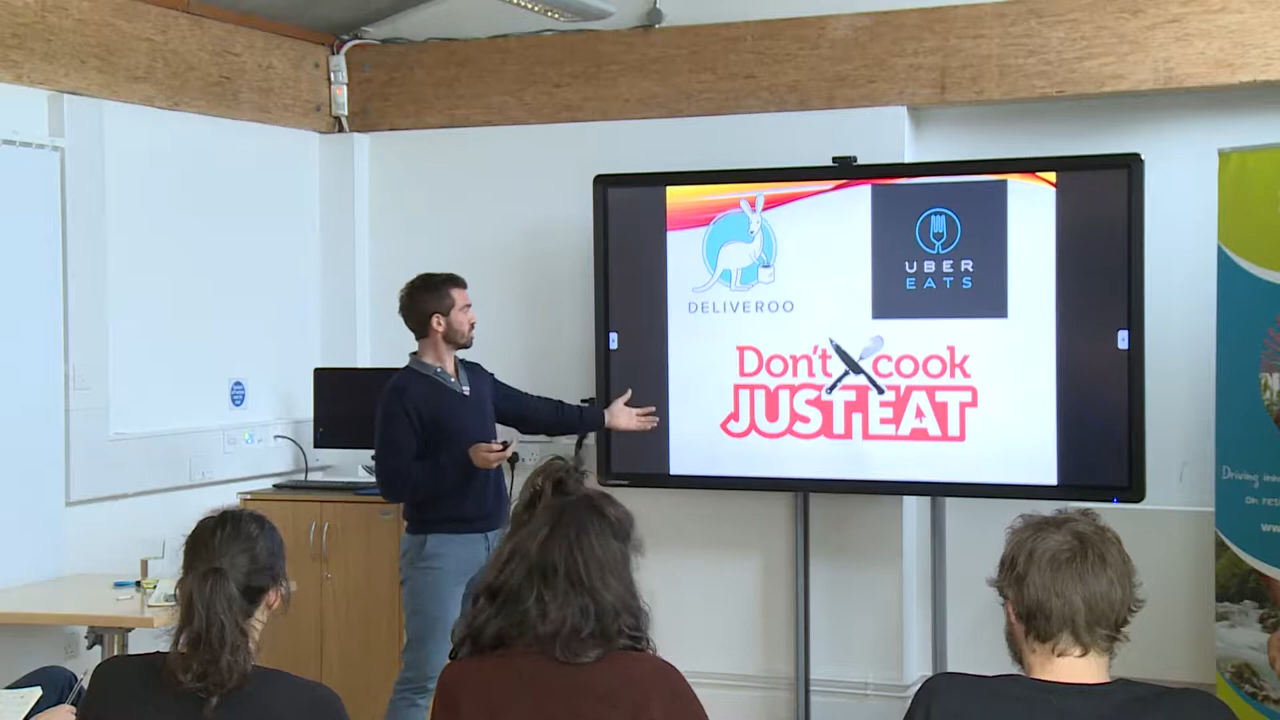 DELIVEROO
UBER
EATS
Don't cook
JUST EAT
Driving
on